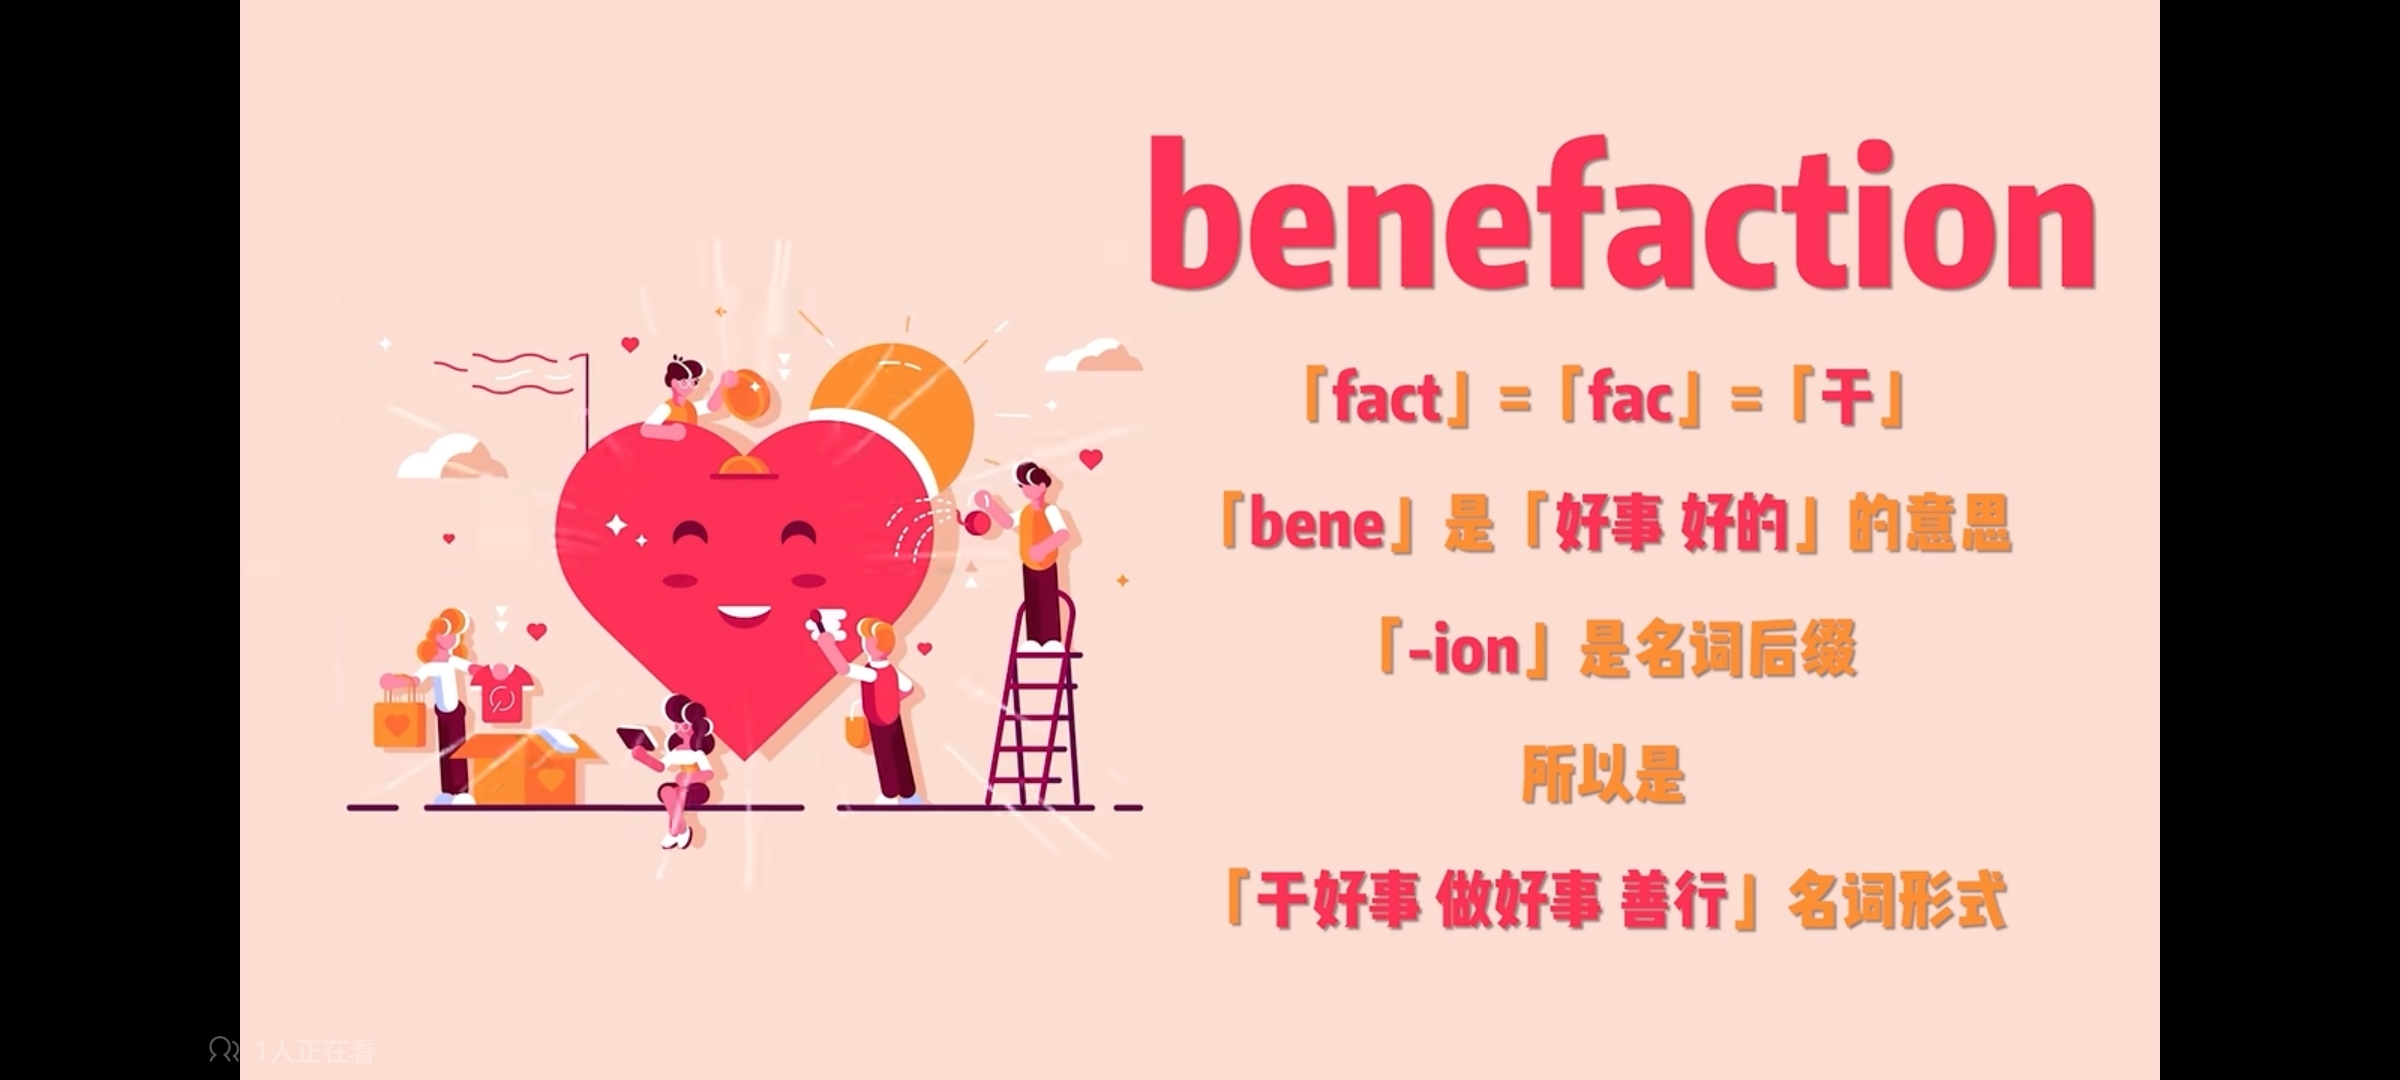 benefaction
「fact」=「fac」=「干」
「bene」是「好事 好的」的意思
「-ion」是名词后缀
所以是
「干好事 做好事 善行」名词形式
1人正在看